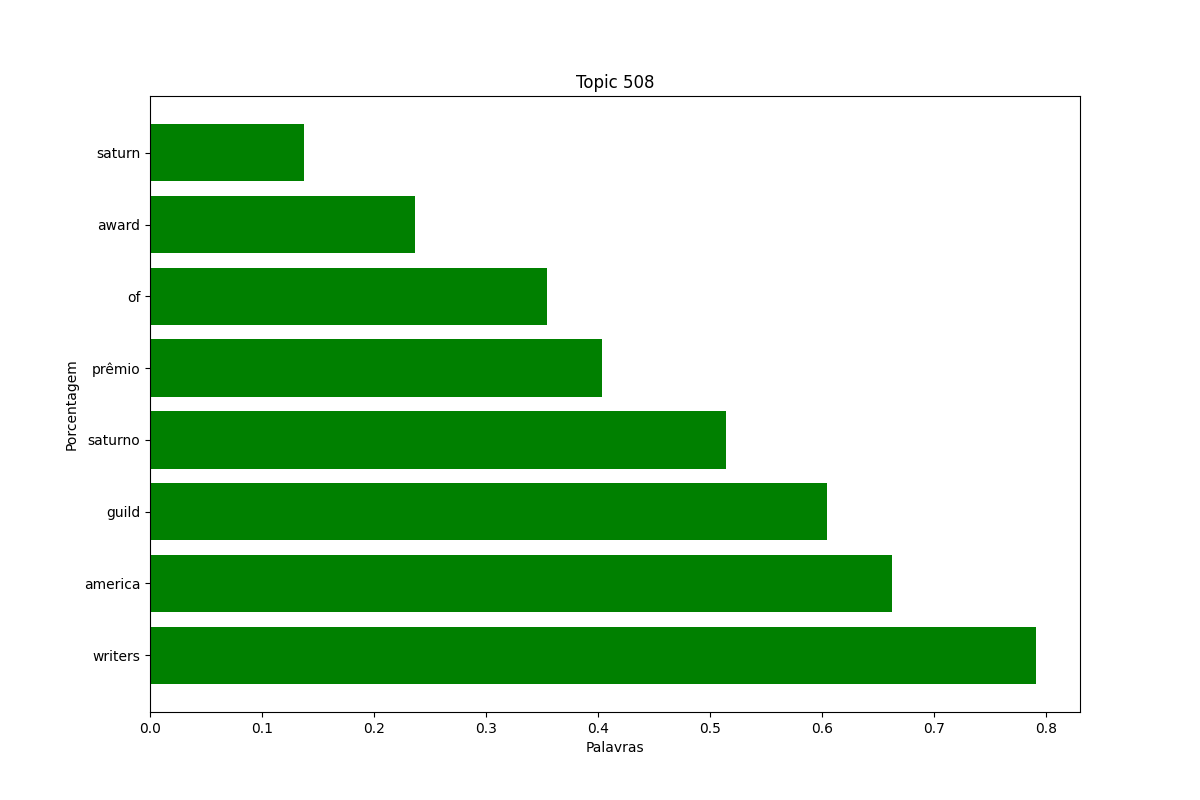 Topic 508
saturn
award
of
prêmio
saturno
guild
america
writers
Porcentagem
0.0 0.1 0.2 0.3 0.4 0.5 0.6 0.7 0.8
Palavras